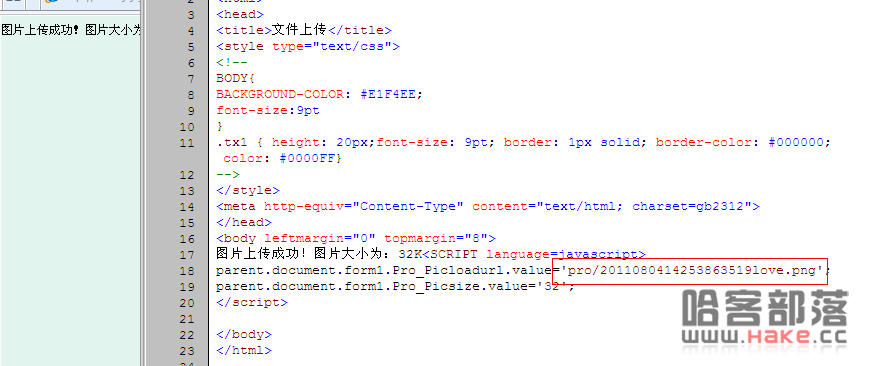 图片上传成功! 图片大小为
3 <head>
4 <title>文件上传</title>
5 <style type="text/css">
6 <!--
7 BODY{
8 BACKGROUND-COLOR: #E1F4EE;
9 font-size:9pt
10 }
11 .tx1 { height: 20px;font-size: 9pt; border: 1px solid; border-color: #000000;
color: #0000FF}
12 -->
13 </style>
14 <meta http-equiv="Content-Type" content="text/html; charset=gb2312">
15 </head>
16 <body leftmargin="0" topmargin="8">
17 图片上传成功! 图片大小为: 32K<SCRIPT language=javascript>
18 parent.document.form1.Pro_Picloadurl.value='pro/2011080414253863519love.png';
19 parent.document.form1.Pro_Picsize.value='32';
20 </script>
21
22 </body>
23 </html>
哈客部落
www.Hake.cc